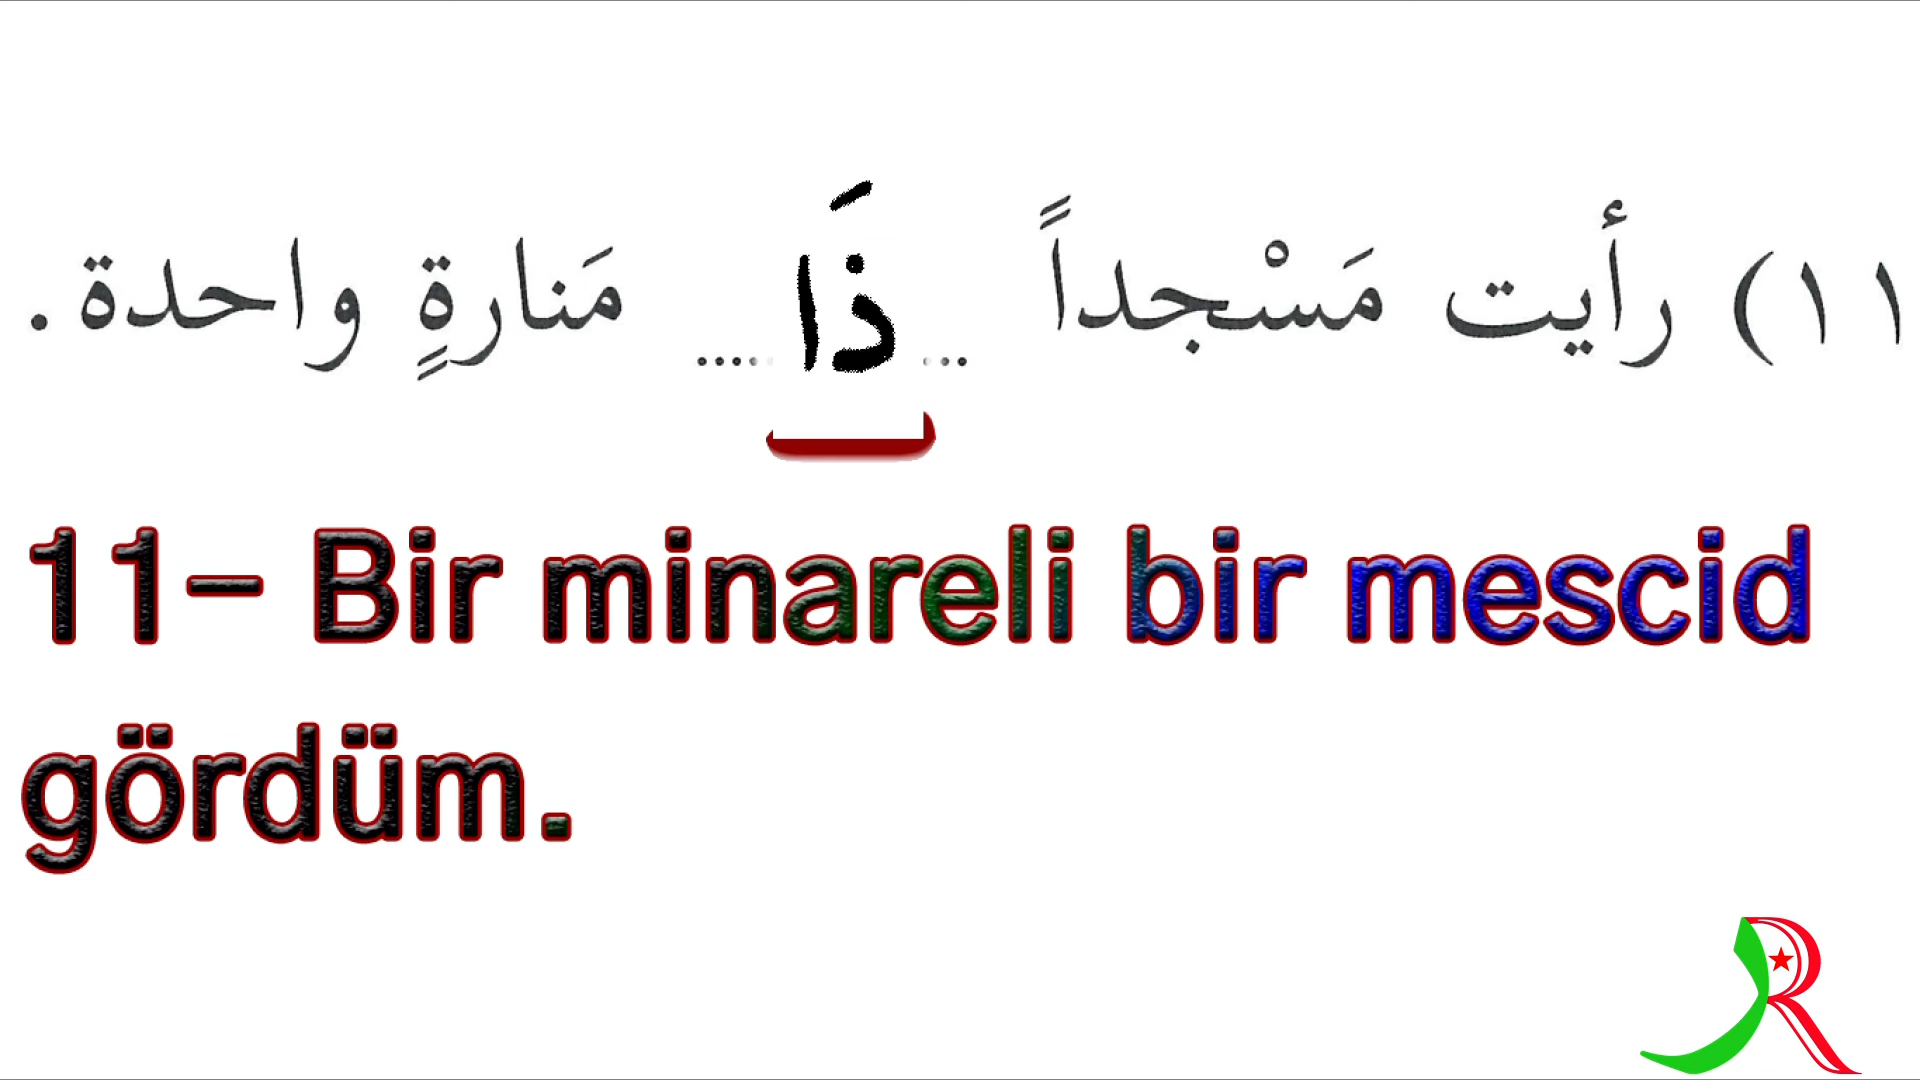 ١١) رأيت مَسْجداً ... ذَا ..... مَنارةٍ واحدة .
11– Bir minareli bir mescid
gördüm.